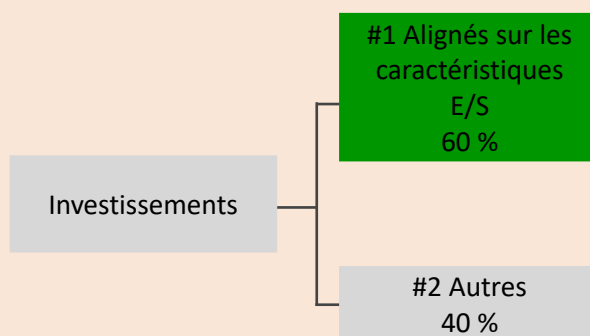 #1 Alignés sur les
caractéristiques
E/S
60 %
Investissements
#2 Autres
40 %